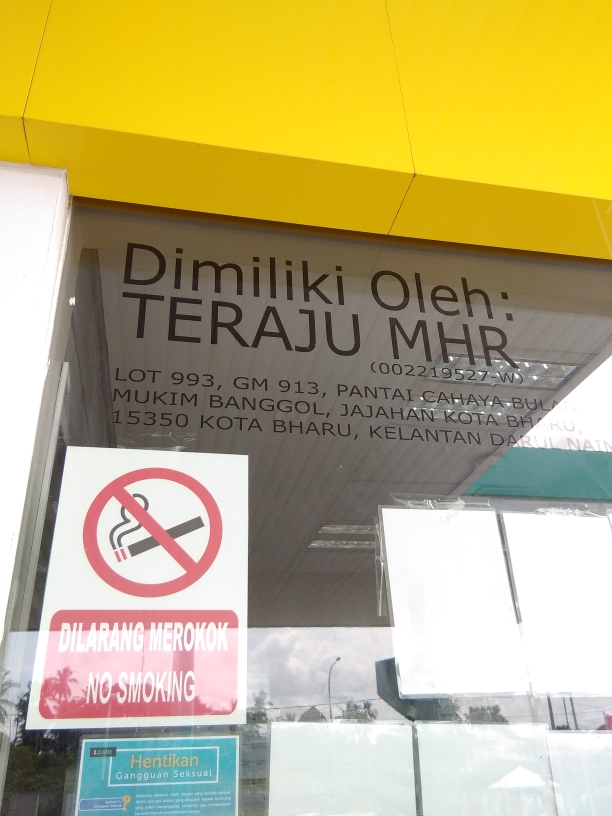 Dimiliki Oleh:
TERAJU MHR
(002219527-W)
LOT 993, GM 913, PANTAI CAHAYA BULAN
MUKIM BANGGOL, JAJAHAN KOTA BHARU,
15350 KOTA BHARU, KELANTAN DARUL NAIM
DILARANG MEROKOK
NO SMOKING
Hentikan
Gangguan Seksual